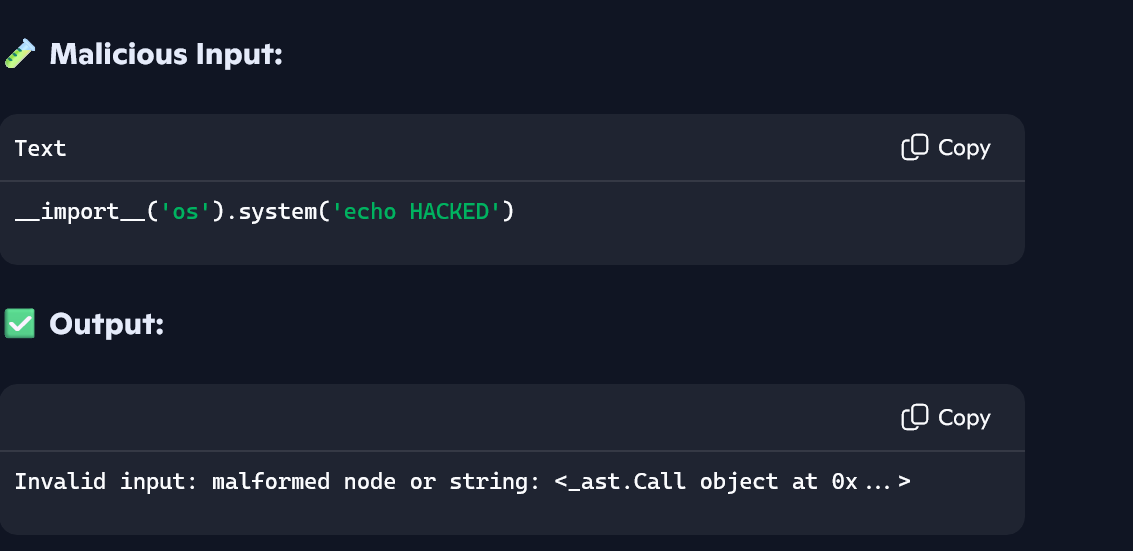 🧪 Malicious Input:
Text
Copy
__import__('os').system('echo HACKED')
✅ Output:
Copy
Invalid input: malformed node or string: <_ast.Call object at 0x...>